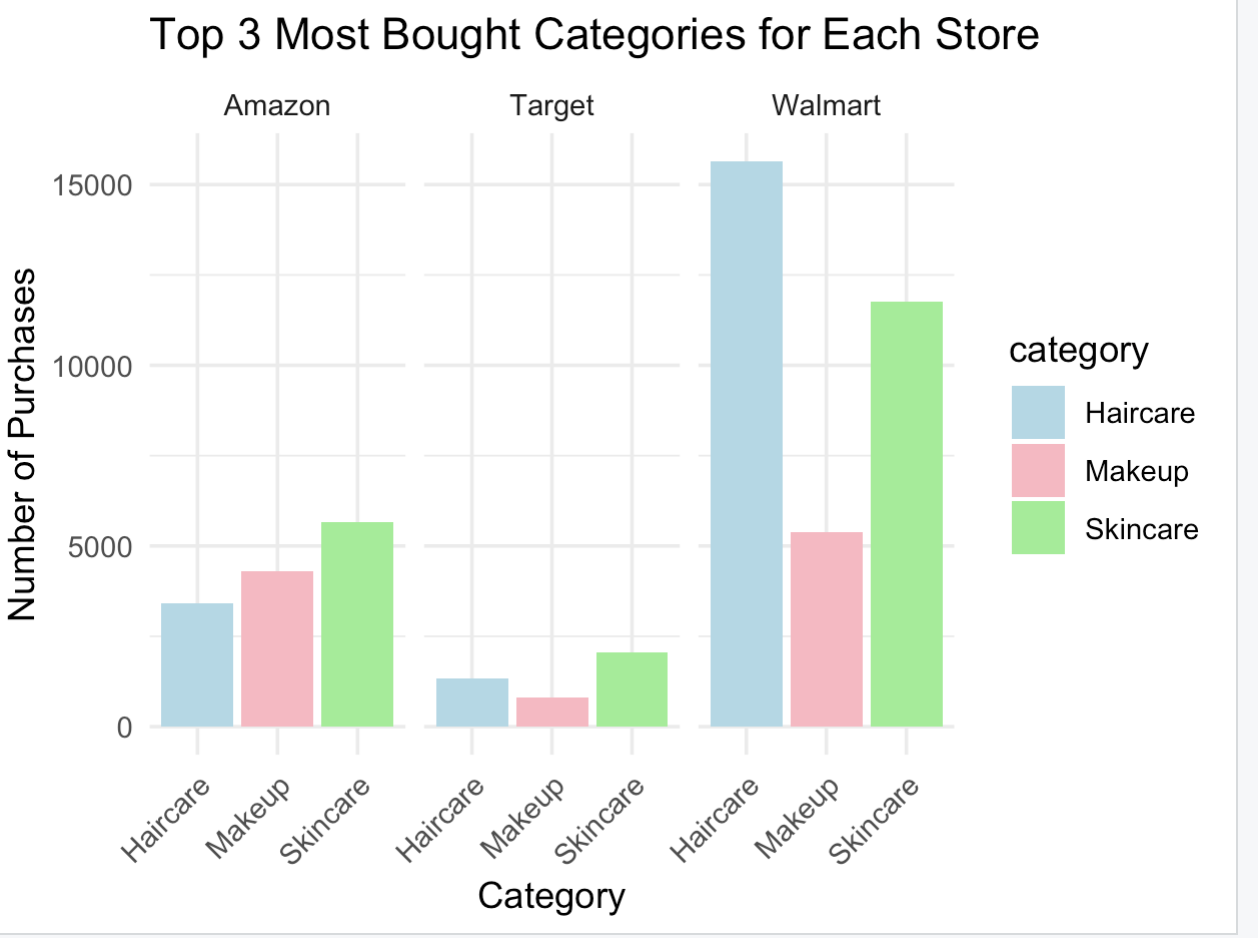 Top 3 Most Bought Categories for Each Store
Amazon
Target
Walmart
15000
10000
5000
0
Number of Purchases
Haircare
Makeup
Skincare
Haircare
Makeup
Skincare
Haircare
Makeup
Skincare
Category
category
Haircare
Makeup
Skincare